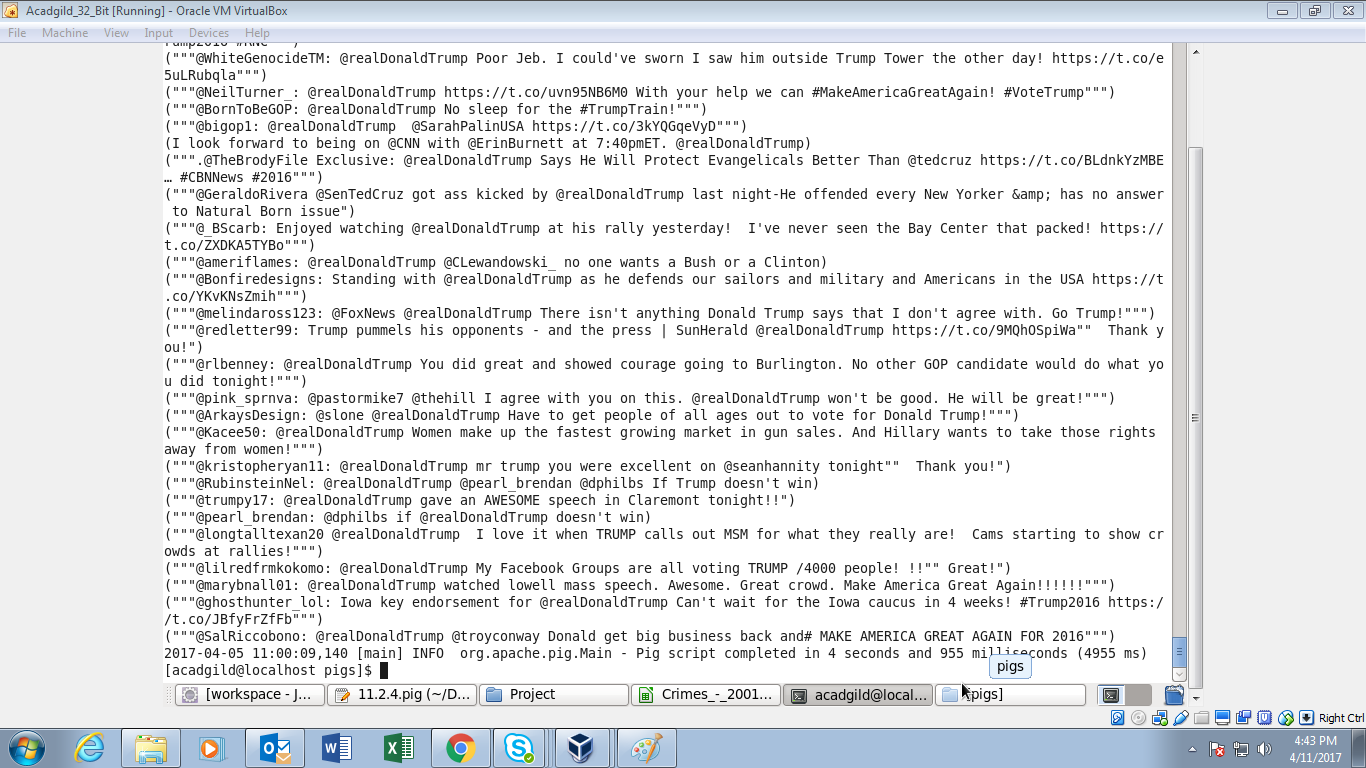 Acadgild_32_Bit [Running] - Oracle VM VirtualBox
File Machine View Input Devices Help
("""@WhiteGenocideTM: @realDonaldTrump Poor Jeb. I could've sworn I saw him outside Trump Tower the other day! https://t.co/e
5uLRubqla""")
("""@NeilTurner_: @realDonaldTrump https://t.co/uvn95NB6M0 With your help we can #MakeAmericaGreatAgain! #VoteTrump""")
("""@BornToBeGOP: @realDonaldTrump No sleep for the #TrumpTrain!""")
("""@bigop1: @realDonaldTrump  @SarahPalinUSA https://t.co/3kYQGqeVyD""")
(I look forward to being on @CNN with @ErinBurnett at 7:40pmET. @realDonaldTrump)
(""".@TheBrodyFile Exclusive: @realDonaldTrump Says He Will Protect Evangelicals Better Than @tedcruz https://t.co/BLdnkYzMBE
… #CBNNews #2016""")
("""@GeraldoRivera @SenTedCruz got ass kicked by @realDonaldTrump last night-He offended every New Yorker &amp; has no answer
 to Natural Born issue")
("""@_BScarb: Enjoyed watching @realDonaldTrump at his rally yesterday!  I've never seen the Bay Center that packed! https://
t.co/ZXDKA5TYBo""")
("""@ameriflames: @realDonaldTrump @CLewandowski_ no one wants a Bush or a Clinton)
("""@Bonfiredesigns: Standing with @realDonaldTrump as he defends our sailors and military and Americans in the USA https://t
.co/YKvKNsZmih""")
("""@melindaross123: @FoxNews @realDonaldTrump There isn't anything Donald Trump says that I don't agree with. Go Trump!""")
("""@redletter99: Trump pummels his opponents - and the press | SunHerald @realDonaldTrump https://t.co/9MQhOSpiWa""  Thank y
ou!")
("""@rlbenney: @realDonaldTrump You did great and showed courage going to Burlington. No other GOP candidate would do what yo
u did tonight!""")
("""@pink_sprnva: @pastormike7 @thehill I agree with you on this. @realDonaldTrump won't be good. He will be great!""")
("""@ArkaysDesign: @slone @realDonaldTrump Have to get people of all ages out to vote for Donald Trump!""")
("""@Kacee50: @realDonaldTrump Women make up the fastest growing market in gun sales. And Hillary wants to take those rights
away from women!""")
("""@kristopheryan11: @realDonaldTrump mr trump you were excellent on @seanhannity tonight""  Thank you!")
("""@RubinsteinNel: @realDonaldTrump @pearl_brendan @dphilbs If Trump doesn't win)
("""@trumpy17: @realDonaldTrump gave an AWESOME speech in Claremont tonight!!")
("""@pearl_brendan: @dphilbs if @realDonaldTrump doesn't win)
("""@longtalltexan20 @realDonaldTrump  I love it when TRUMP calls out MSM for what they really are!  Cams starting to show cr
owds at rallies!""")
("""@lilredfrmkokomo: @realDonaldTrump My Facebook Groups are all voting TRUMP /4000 people! !!"" Great!")
("""@marybnall01: @realDonaldTrump watched lowell mass speech. Awesome. Great crowd. Make America Great Again!!!!!!""")
("""@ghosthunter_lol: Iowa key endorsement for @realDonaldTrump Can't wait for the Iowa caucus in 4 weeks! #Trump2016 https:/
/t.co/JBfyFrZfFb""")
("""@SalRiccobono: @realDonaldTrump @troyconway Donald get big business back and# MAKE AMERICA GREAT AGAIN FOR 2016""")
2017-04-05 11:00:09,140 [main] INFO  org.apache.pig.Main - Pig script completed in 4 seconds and 955 milliseconds (4955 ms)
[acadgild@localhost pigs]$
pigs
[workspace - J... 11.2.4.pig (~/D... Project Crimes_-_2001... acadgild@local... pigs]
Right Ctrl
4:43 PM
4/11/2017